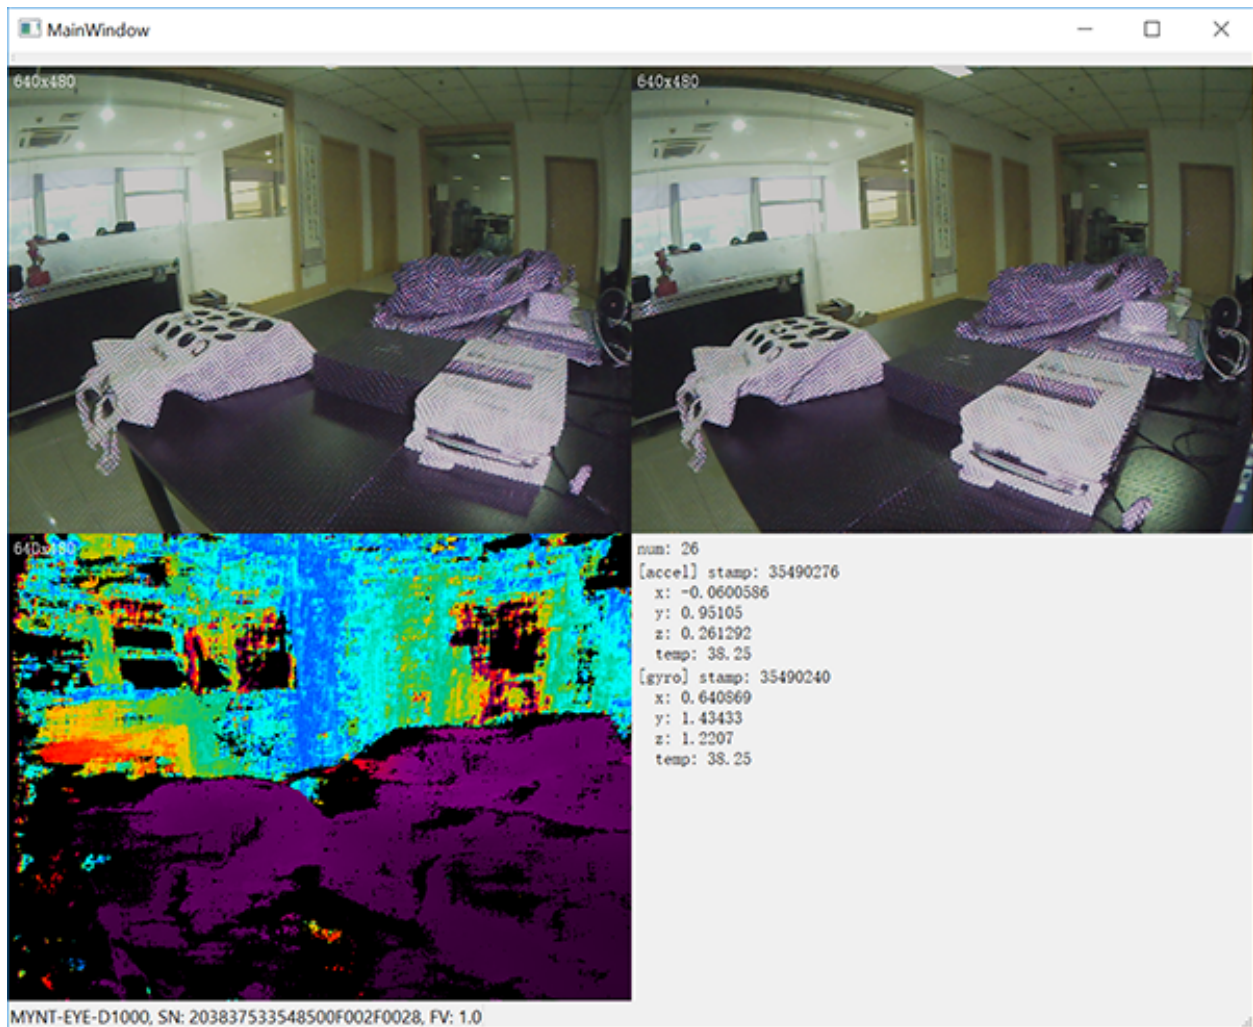 MainWindow
640x480
640x480
640x480
num: 26
[accel] stamp: 35490276
x: -0.0600586
y: 0.95105
z: 0.261292
temp: 38.25
[gyro] stamp: 35490240
x: 0.640869
y: 1.43433
z: 1.2207
temp: 38.25
MYNT-EYE-D1000, SN: 203837533548500F002F0028, FV: 1.0